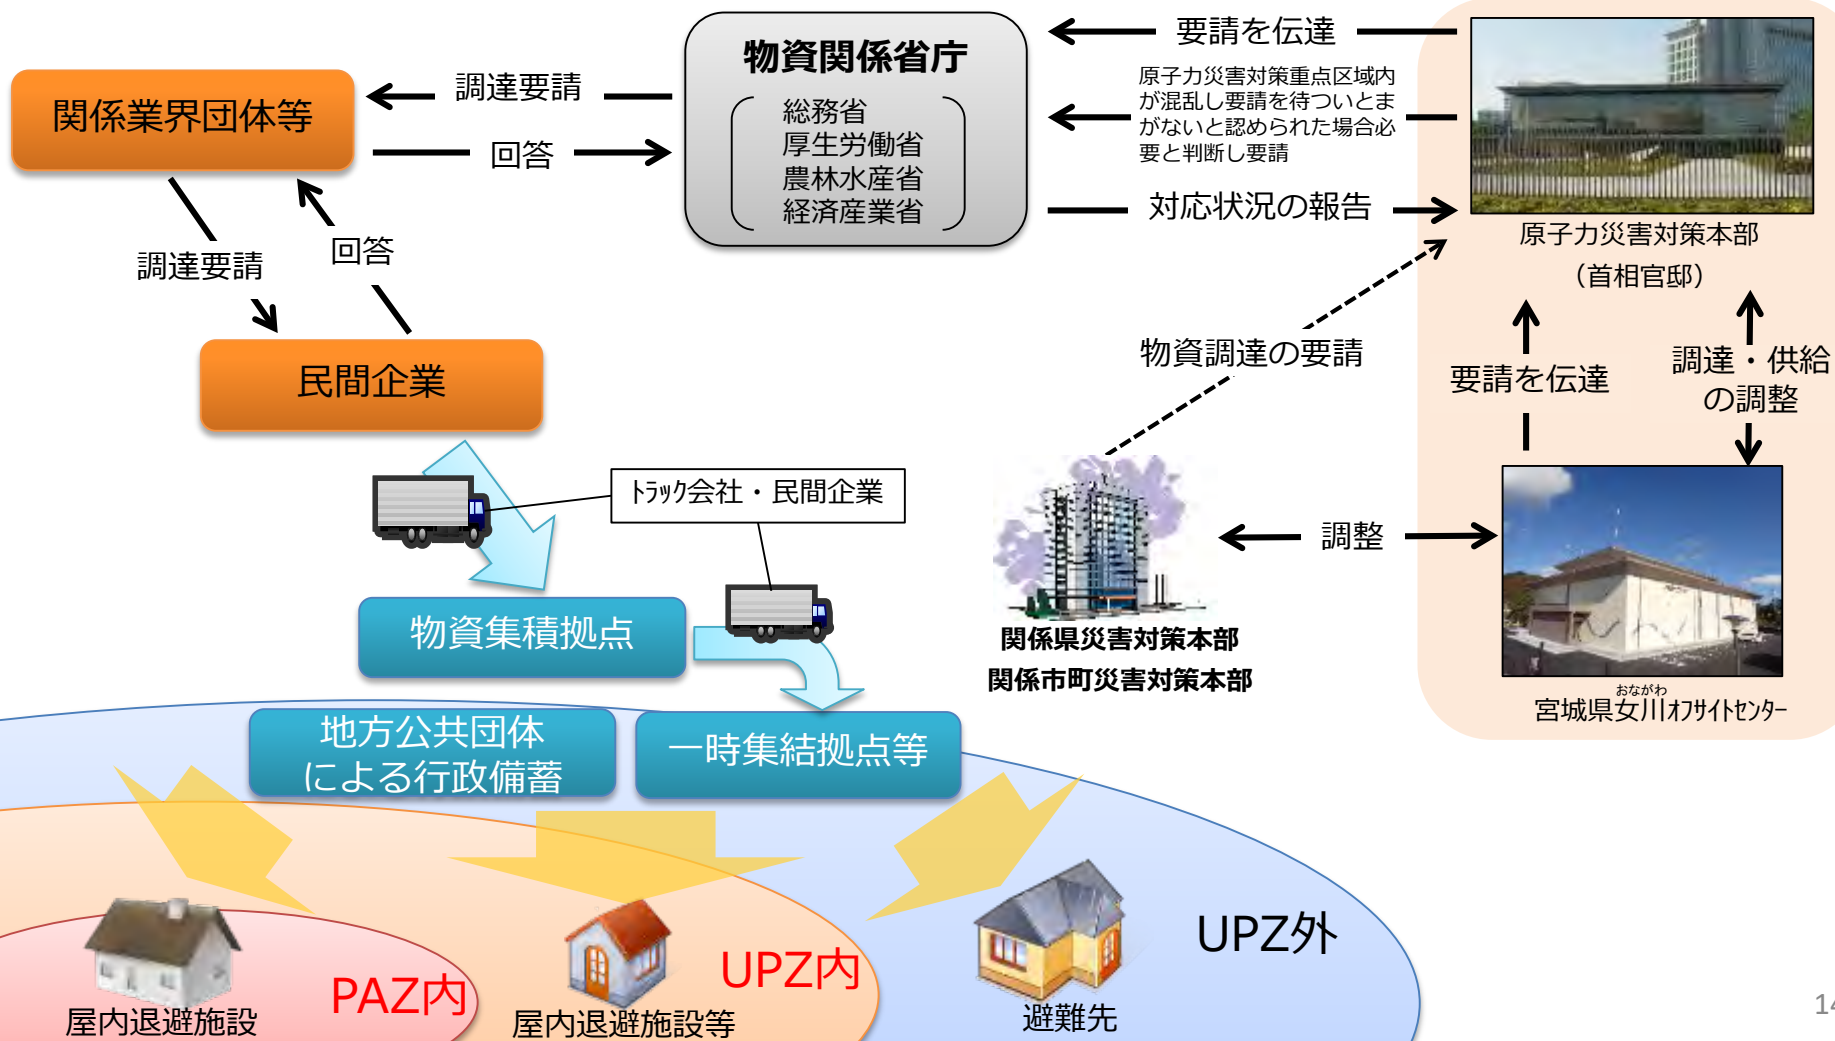 物資関係省庁
総務省
厚生労働省
農林水産省
経済産業省
関係業界団体等
調達要請
回答
要請を伝達
原子力災害対策重点区域内
が混乱し要請を待ついとま
がないと認められた場合必
要と判断し要請
対応状況の報告
原子力災害対策本部
（首相官邸）
調達要請
回答
民間企業
物資調達の要請
要請を伝達
調達・供給
の調整
ﾄﾗｯｸ会社・民間企業
調整
物資集積拠点
関係県災害対策本部
関係市町災害対策本部
おながわ
宮城県女川ｵﾌｻｲﾄｾﾝﾀｰ
地方公共団体
による行政備蓄
一時集結拠点等
PAZ内
UPZ内
UPZ外
屋内退避施設
屋内退避施設等
避難先